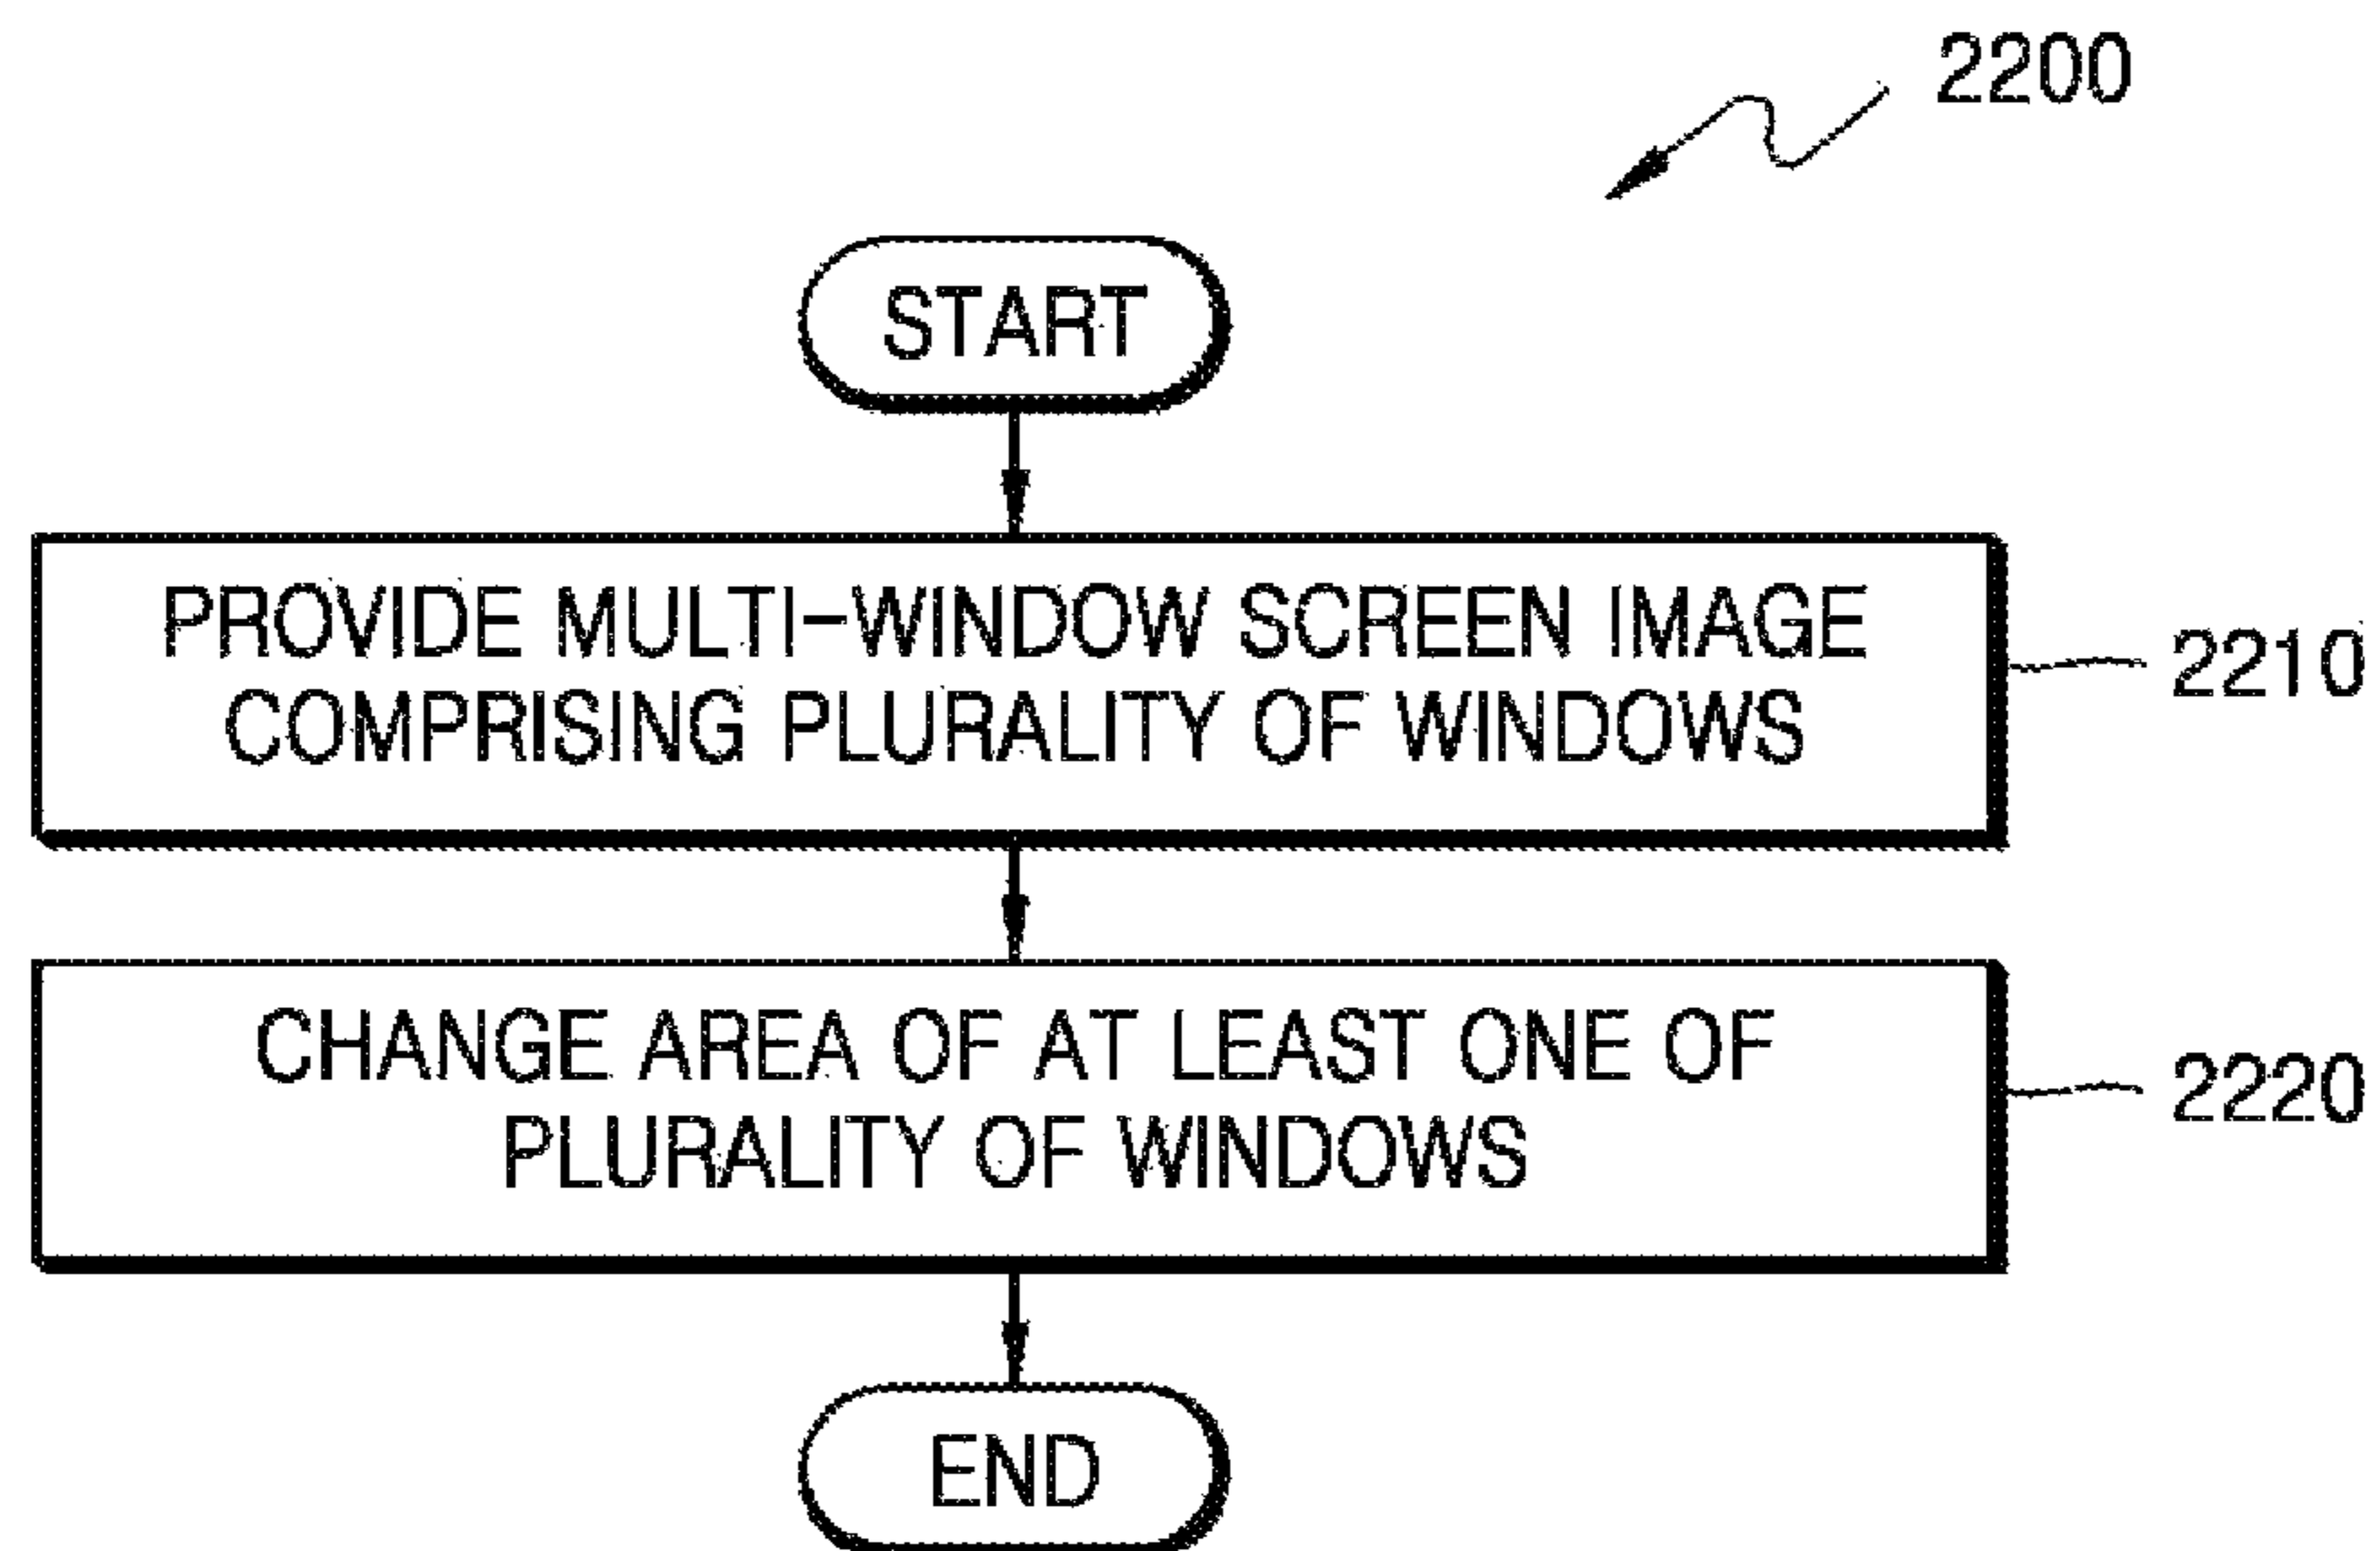 2200
START
PROVIDE MULTI-WINDOW SCREEN IMAGE
COMPRISING PLURALITY OF WINDOWS
2210
CHANGE AREA OF AT LEAST ONE OF
PLURALITY OF WINDOWS
2220
END